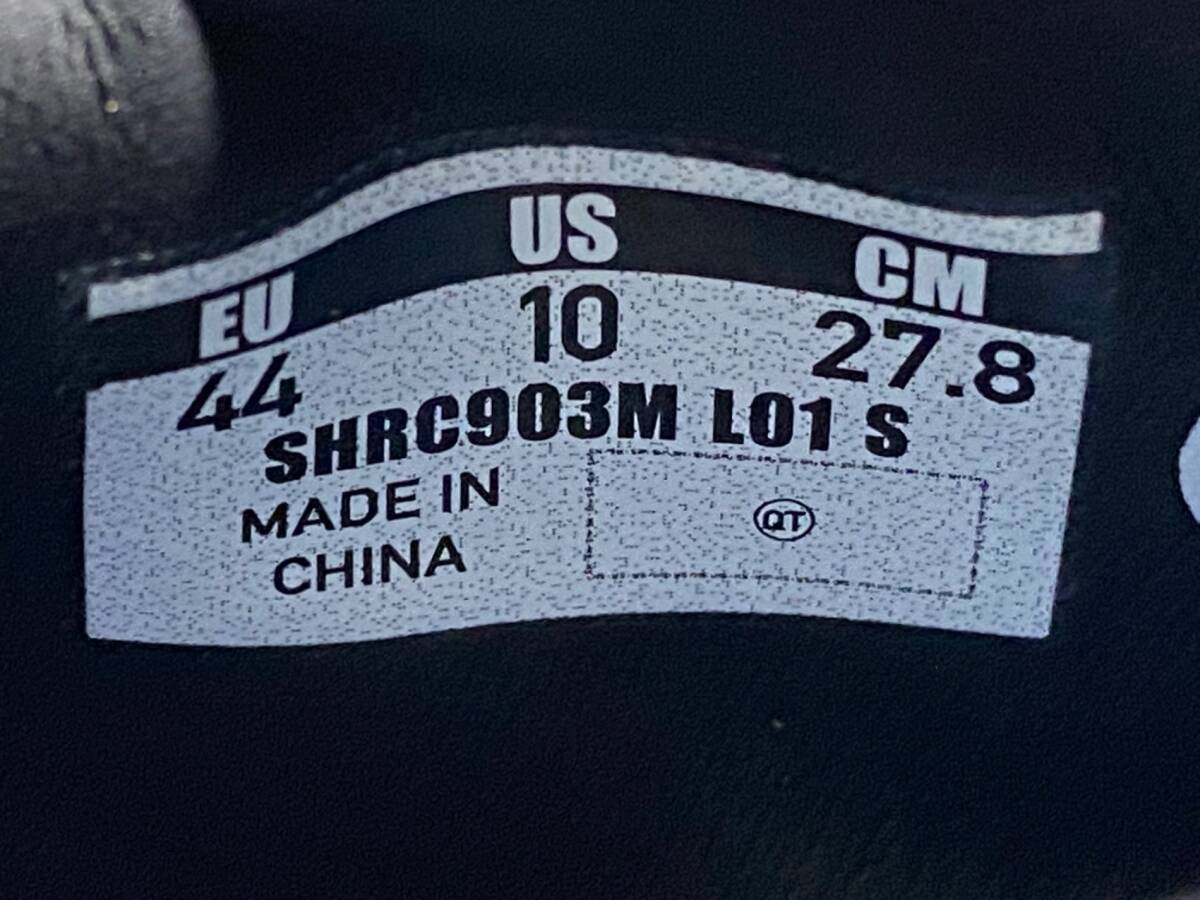 EU US CM
44 10 27.8
SHRC903M L01 S
MADE IN
CHINA
QT